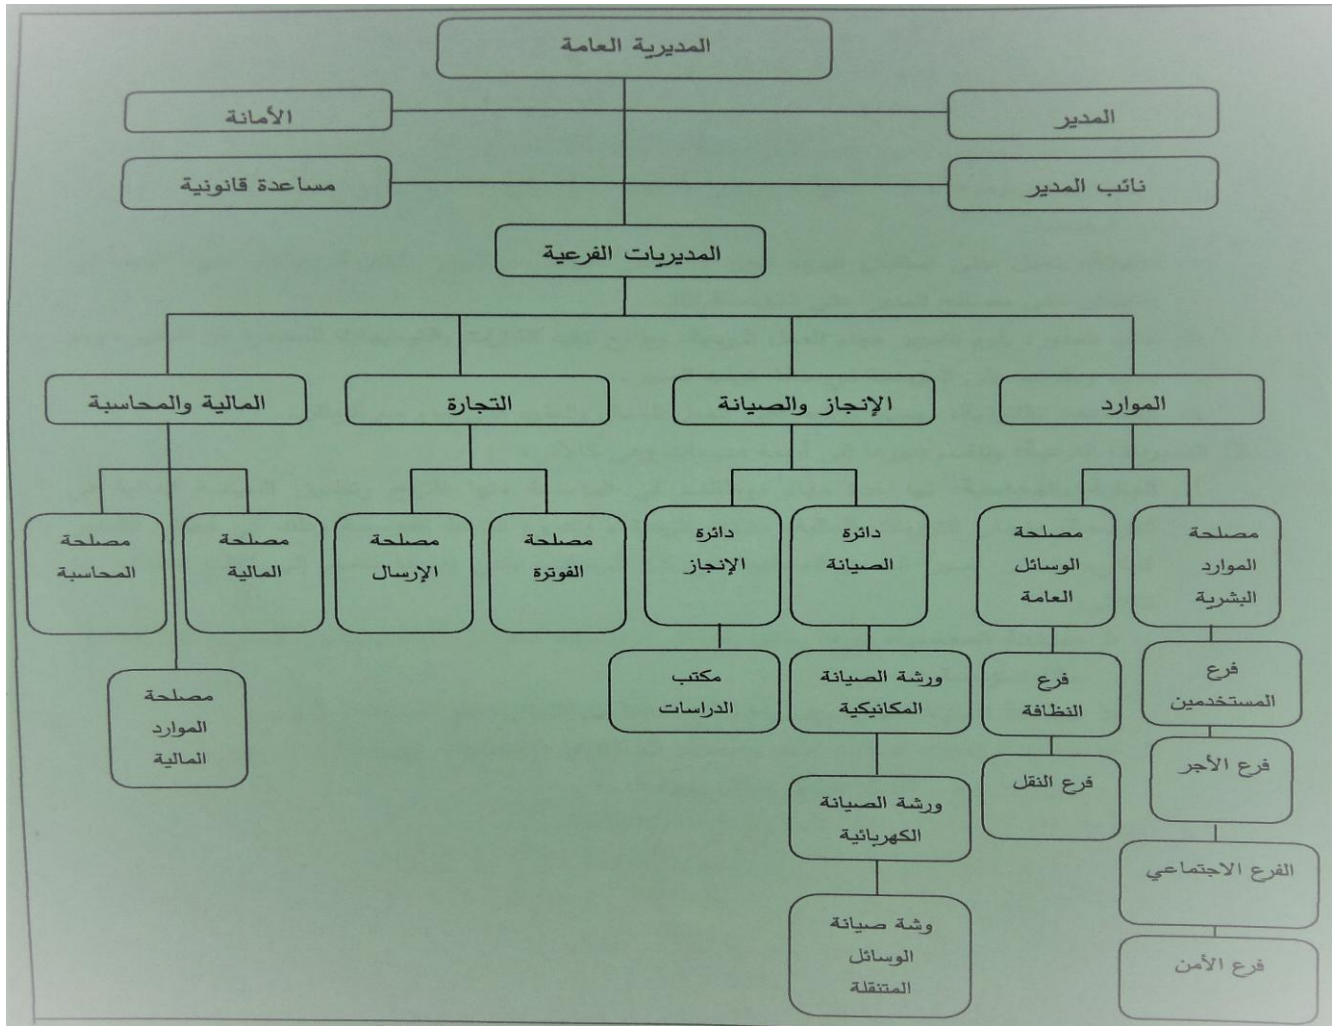 المديرية العامة
المدير
الأمانة
نائب المدير
مساعدة قانونية
المديريات الفرعية
الموارد
الإنجاز والصيانة
التجارة
المالية والمحاسبة
مصلحة
الموارد
البشرية
مصلحة
الوسائل
العامة
دائرة
الصيانة
دائرة
الإنجاز
مصلحة
الفوترة
مصلحة
الإرسال
مصلحة
المالية
مصلحة
المحاسبة
فرع
المستخدمين
فرع
النظافة
ورشة الصيانة
المكانيكية
مكتب
الدراسات
مصلحة
الموارد
المالية
فرع الأجر
فرع النقل
ورشة الصيانة
الكهربائية
الفرع الاجتماعي
وشة صيانة
الوسائل
المتنقلة
فرع الأمن